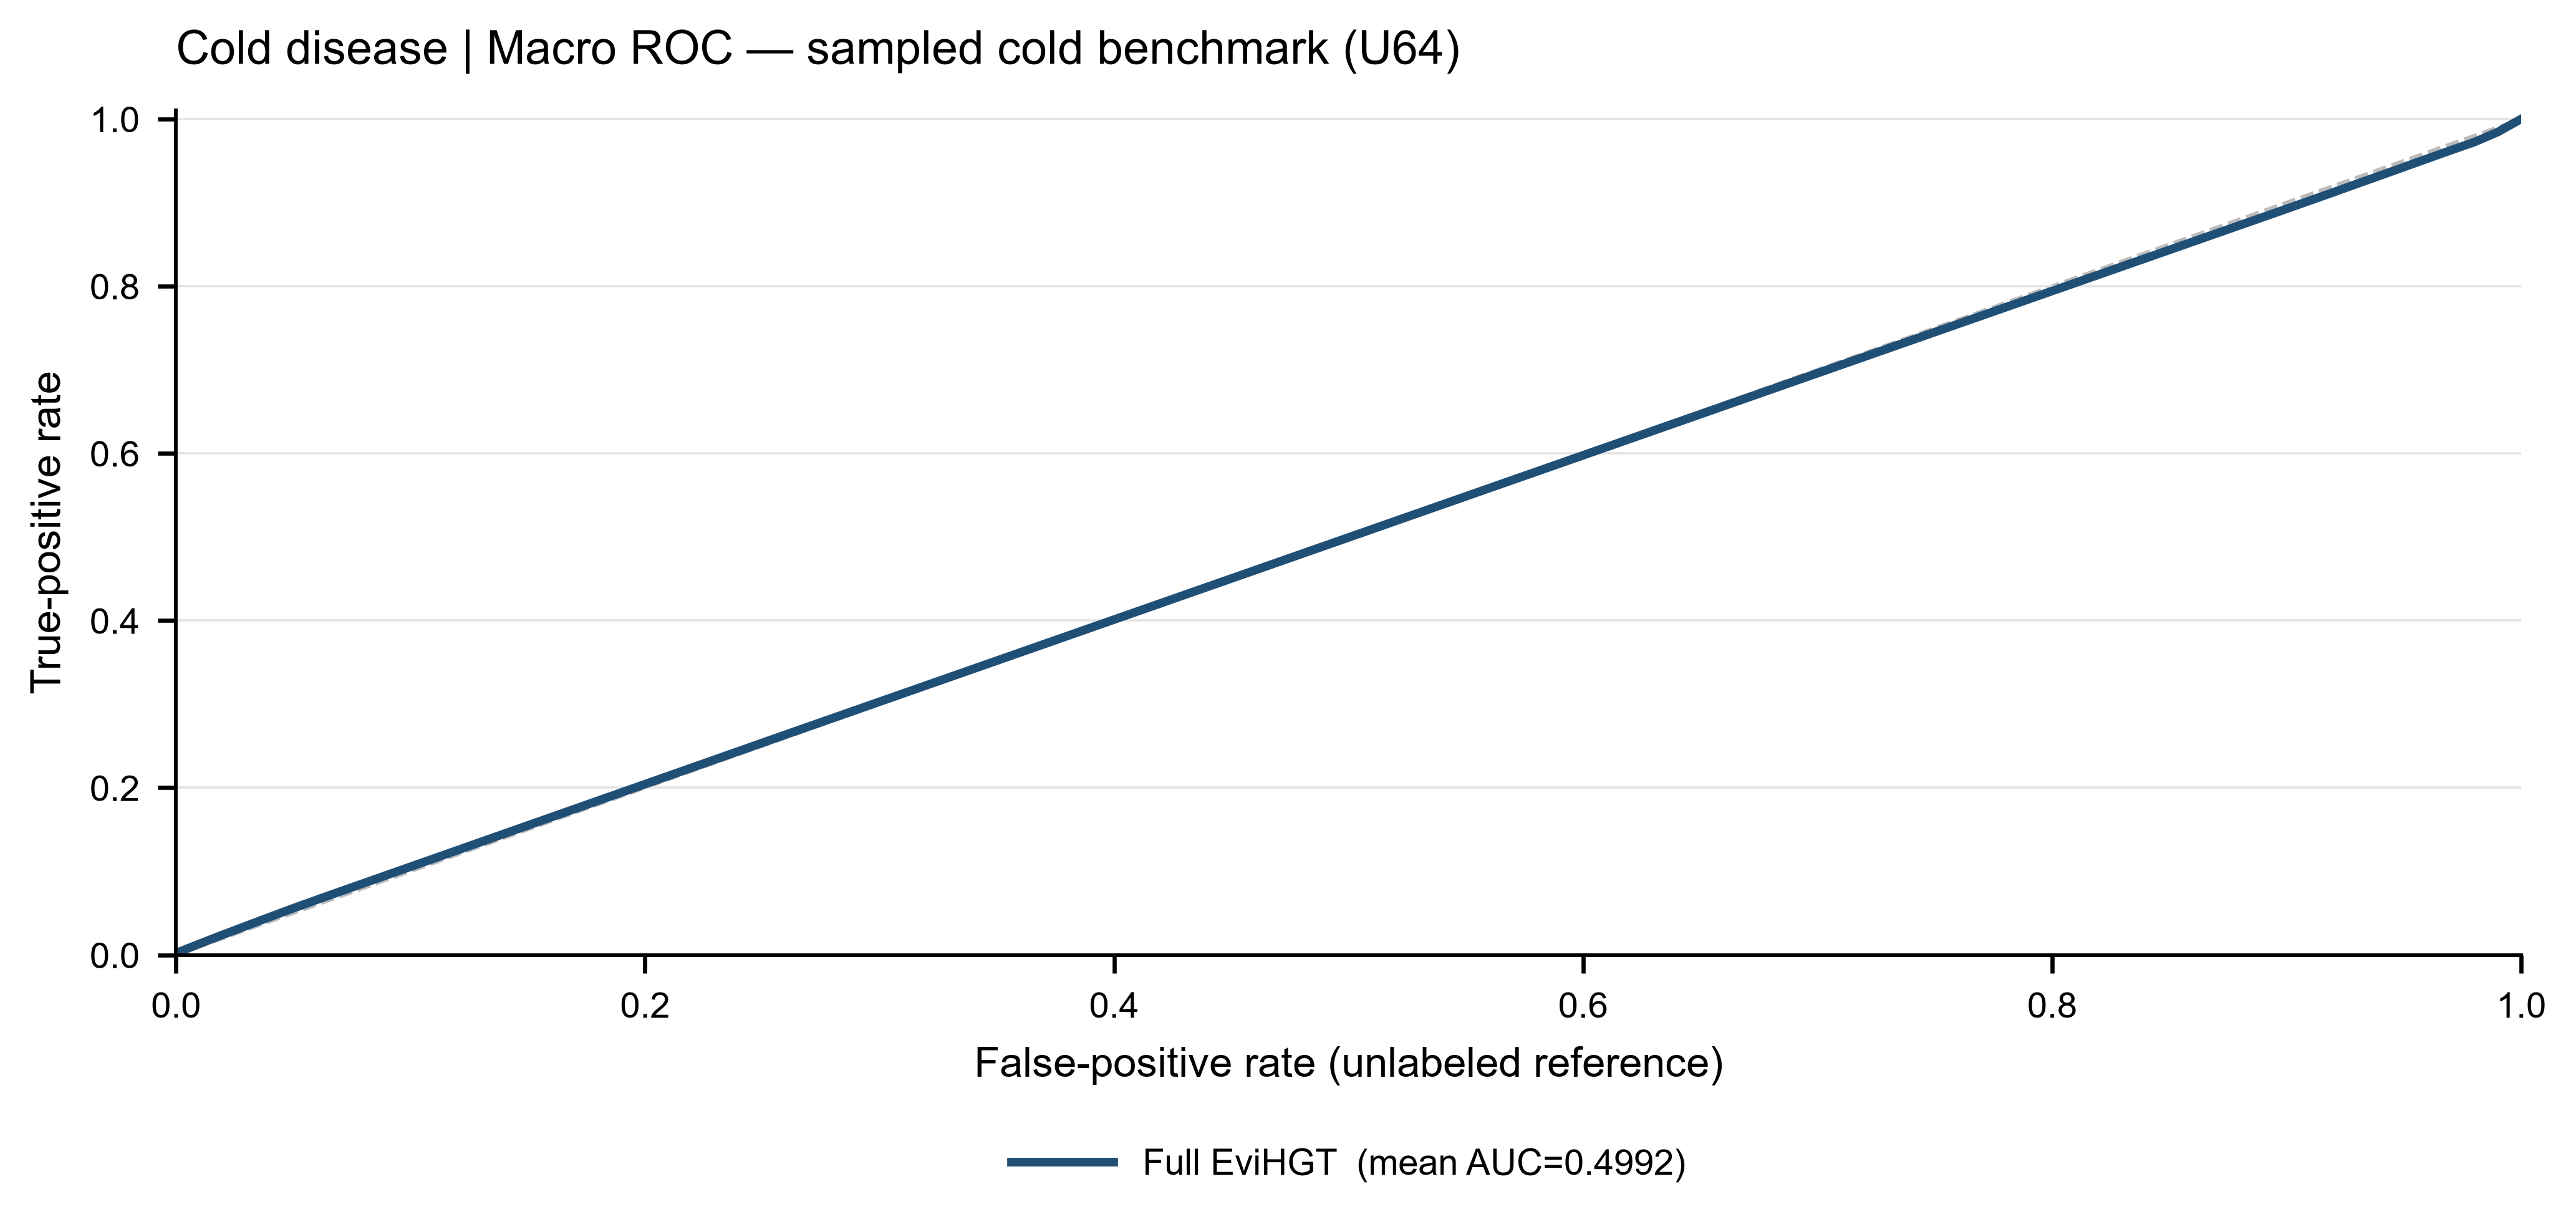 Cold disease | Macro ROC — sampled cold benchmark (U64)
1.0
0.8
0.6
0.4
0.2
0.0
True-positive rate
0.0 0.2 0.4 0.6 0.8 1.0
False-positive rate (unlabeled reference)
Full EviHGT (mean AUC=0.4992)